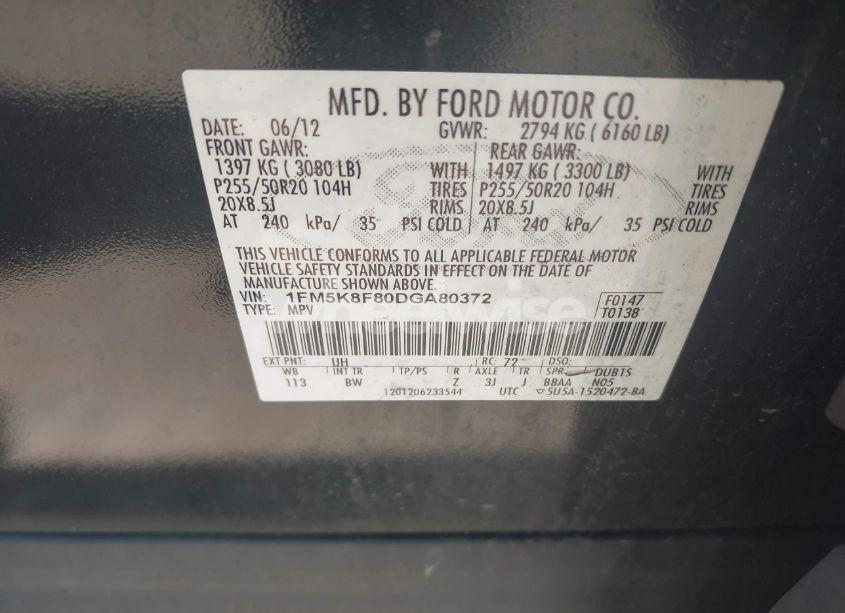 MFD. BY FORD MOTOR CO.
DATE: 06/12 GVWR: 2794 KG ( 6160 LB)
FRONT GAWR: REAR GAWR:
1397 KG ( 3080 LB) WITH 1497 KG ( 3300 LB) WITH
P255/50R20 104H TIRES P255/50R20 104H TIRES
20X8.5J RIMS 20X8.5J RIMS
AT 240 kPa/ 35 PSI COLD AT 240 kPa/ 35 PSI COLD
THIS VEHICLE CONFORMS TO ALL APPLICABLE FEDERAL MOTOR
VEHICLE SAFETY STANDARDS IN EFFECT ON THE DATE OF
MANUFACTURE SHOWN ABOVE.
VIN: 1FM5K8F80DGA80372 F0147
TYPE: MPV T0138
EXT PNT: UH RC: 72 DSO:
WB INT TR TP/PS R AXLE TR SPR DUB1S
113 BW Z 3J J BBAA N05
1201206233544 UTC ▽5U5A-1520472-BA